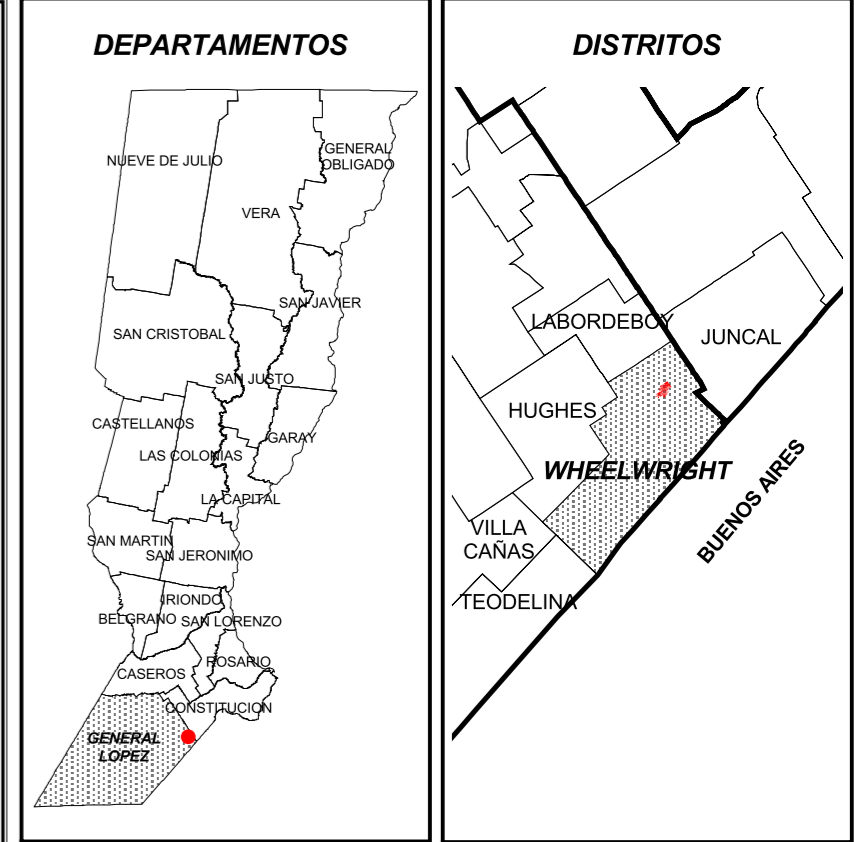 DEPARTAMENTOS
NUEVE DE JULIO
GENERAL
OBLIGADO
VERA
SAN JAVIER
SAN CRISTOBAL
SAN JUSTO
CASTELLANOS
GARAY
LAS COLONIAS
LA CAPITAL
SAN MARTIN
SAN JERONIMO
IRIONDO
BELGRANO
SAN LORENZO
ROSARIO
CASEROS
CONSTITUCION
GENERAL
LOPEZ
DISTRITOS
LABORDEBOY
JUNCAL
HUGHES
WHEELWRIGHT
BUENOS AIRES
VILLA
CAÑAS
TEODELINA